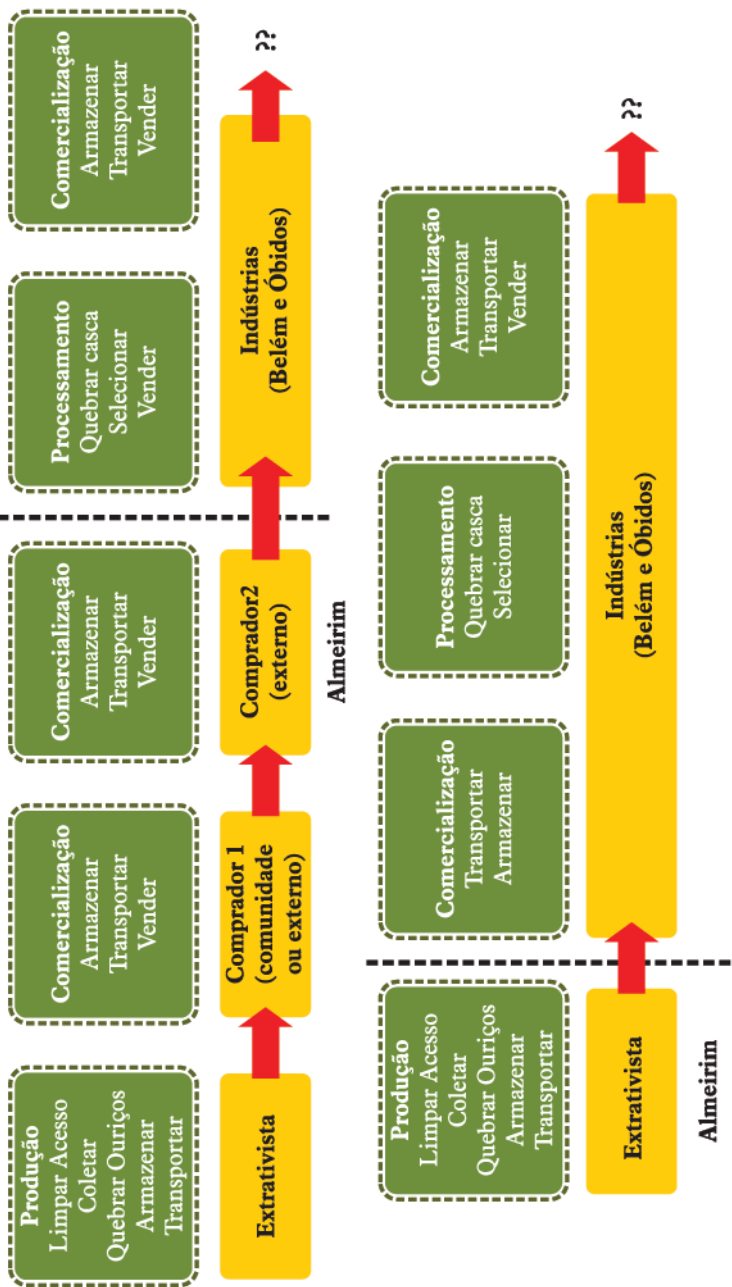 Produção
Limpar Acesso
Coletar
Quebrar Ouriços
Armazenar
Transportar
Comercialização
Armazenar
Transportar
Vender
Comercialização
Armazenar
Transportar
Vender
Processamento
Quebrar casca
Selecionar
Vender
Comercialização
Armazenar
Transportar
Vender
Extrativista
Comprador 1
(comunidade
ou externo)
Comprador2
(externo)
Indústrias
(Belém e Óbidos)
??
Almeirim
Produção
Limpar Acesso
Coletar
Quebrar Ouriços
Armazenar
Transportar
Comercialização
Transportar
Armazenar
Processamento
Quebrar casca
Selecionar
Comercialização
Armazenar
Transportar
Vender
Extrativista
Indústrias
(Belém e Óbidos)
??
Almeirim